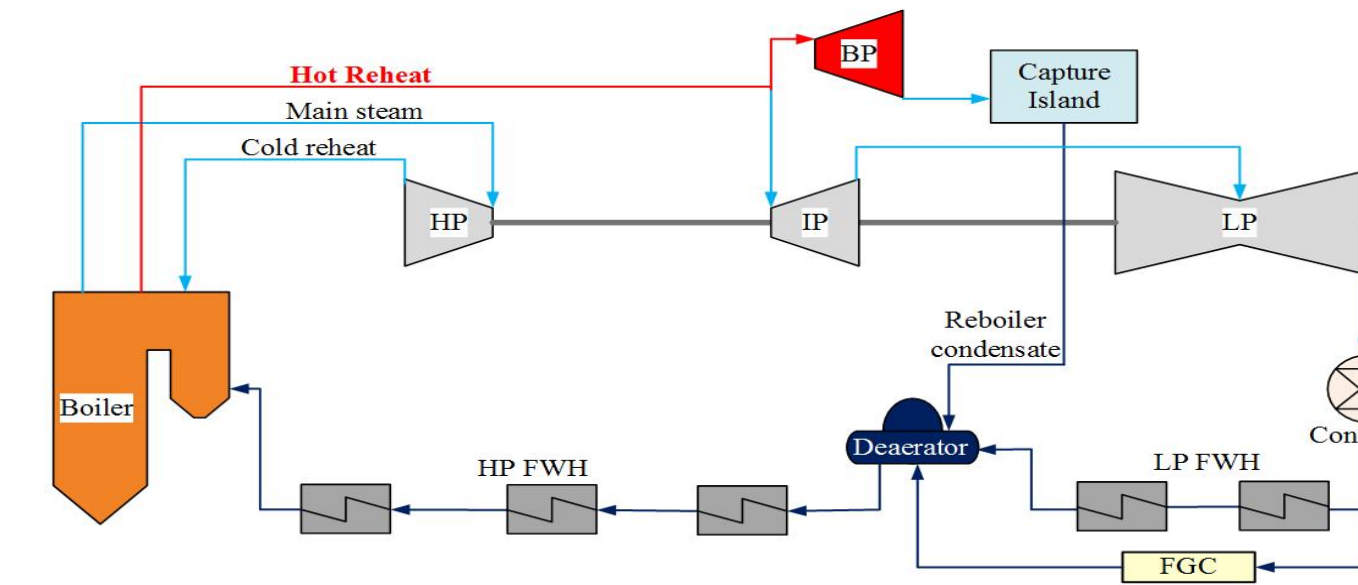 BP
Capture
Island
Hot Reheat
Main steam
Cold reheat
HP
IP
LP
Reboiler
condensate
Boiler
Deaerator
HP FWH
LP FWH
Con
FGC